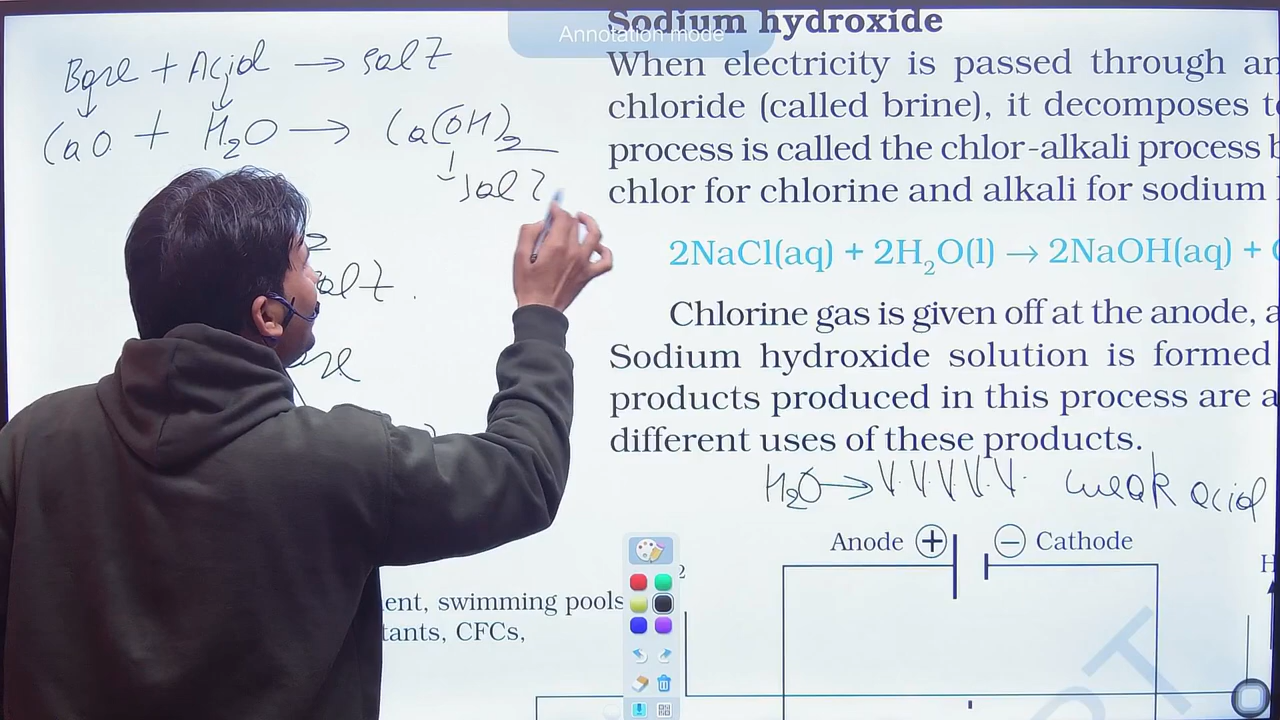 Base + Acid → salt
CaO + H₂O → Ca(OH)₂
salt
2
salt.
Annotation mode
Sodium hydroxide
When electricity is passed through an
chloride (called brine), it decomposes to
process is called the chlor-alkali process b
chlor for chlorine and alkali for sodium
2NaCl(aq) + 2H₂O(l) → 2NaOH(aq) +
Chlorine gas is given off at the anode, a
Sodium hydroxide solution is formed
products produced in this process are a
different uses of these products.
H₂O → V.V.V.V.V. weak acid
Anode + − Cathode
2
H
ent, swimming pools
tants, CFCs,